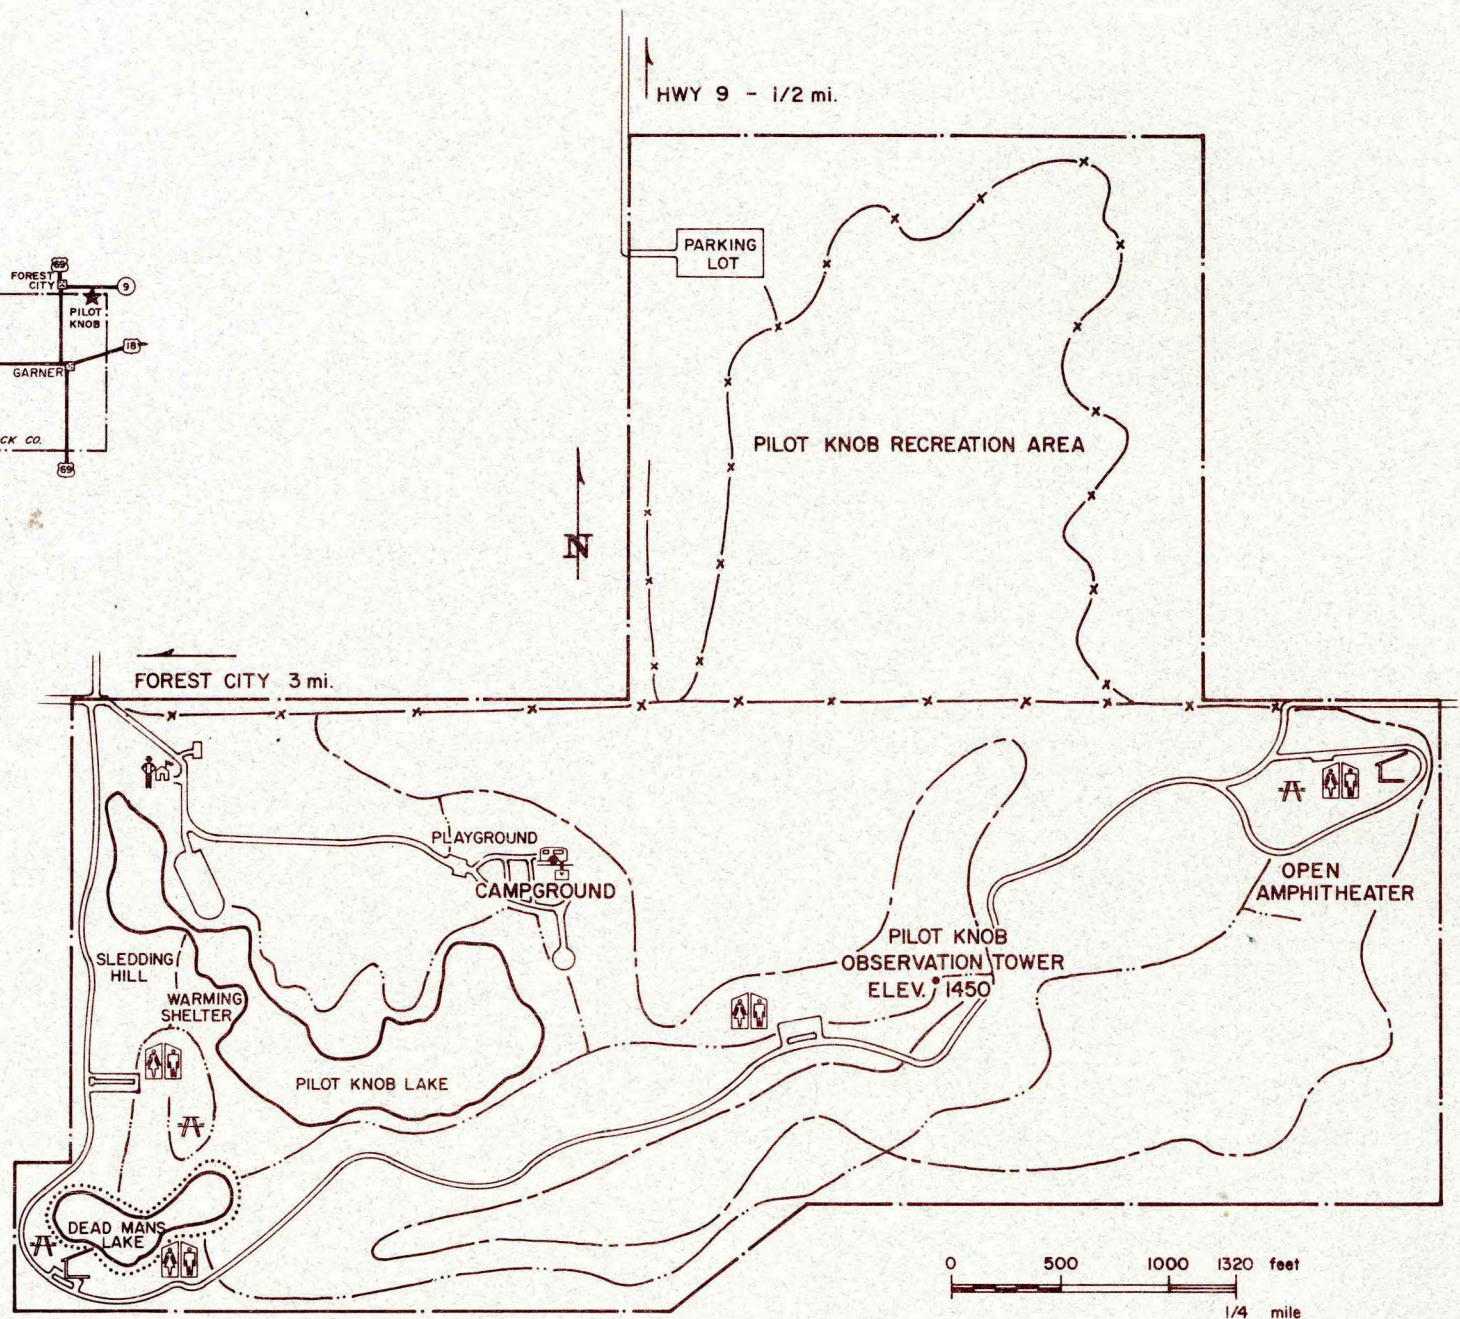 HWY 9 - 1/2 mi.
PARKING
LOT
69
FOREST
CITY
9
PILOT
KNOB
18
GARNER
CK CO.
69
PILOT KNOB RECREATION AREA
N
FOREST CITY 3 mi.
PLAYGROUND
CAMPGROUND
OPEN
AMPHITHEATER
PILOT KNOB
OBSERVATION TOWER
ELEV. 1450
SLEDDING
HILL
WARMING
SHELTER
PILOT KNOB LAKE
DEAD MANS
LAKE
0 500 1000 1320 feet
1/4 mile